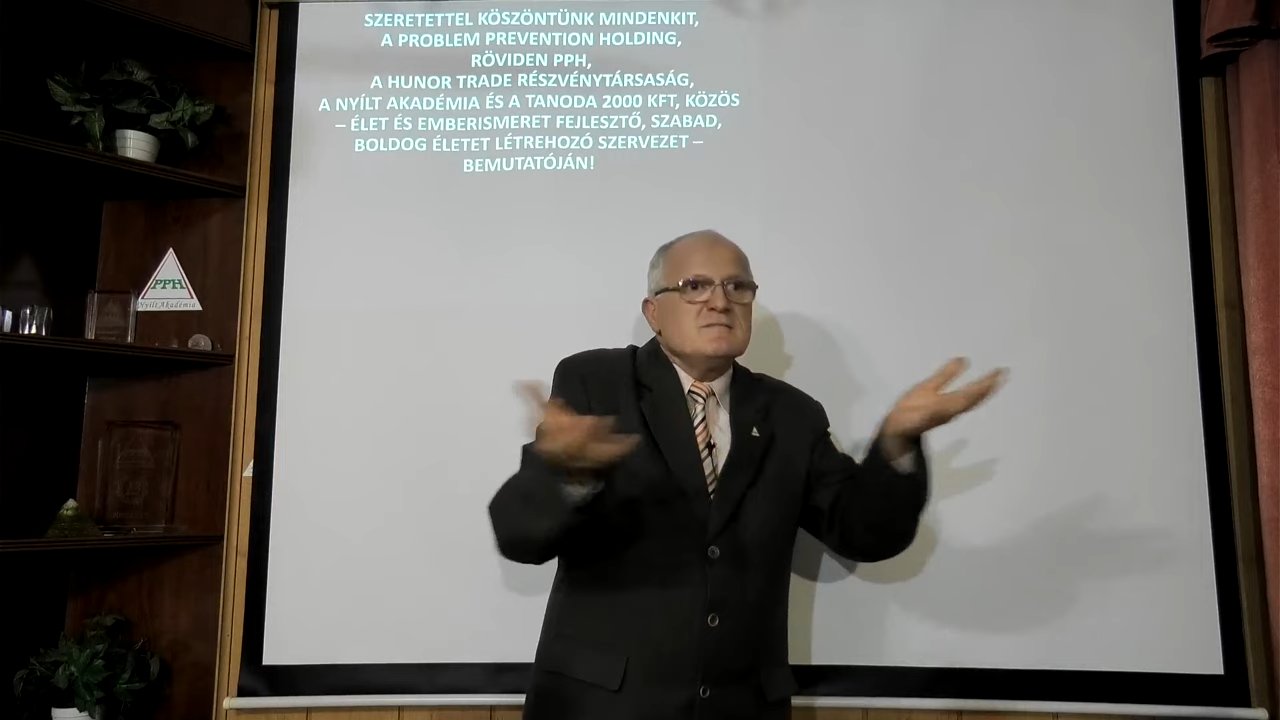 SZERETETTEL KÖSZÖNTÜNK MINDENKIT,
A PROBLEM PREVENTION HOLDING,
RÖVIDEN PPH,
A HUNOR TRADE RÉSZVÉNYTÁRSASÁG,
A NYÍLT AKADÉMIA ÉS A TANODA 2000 KFT, KÖZÖS
– ÉLET ÉS EMBERISMERET FEJLESZTŐ, SZABAD,
BOLDOG ÉLETET LÉTREHOZÓ SZERVEZET –
BEMUTATÓJÁN!
PPH
Nyílt Akadémia